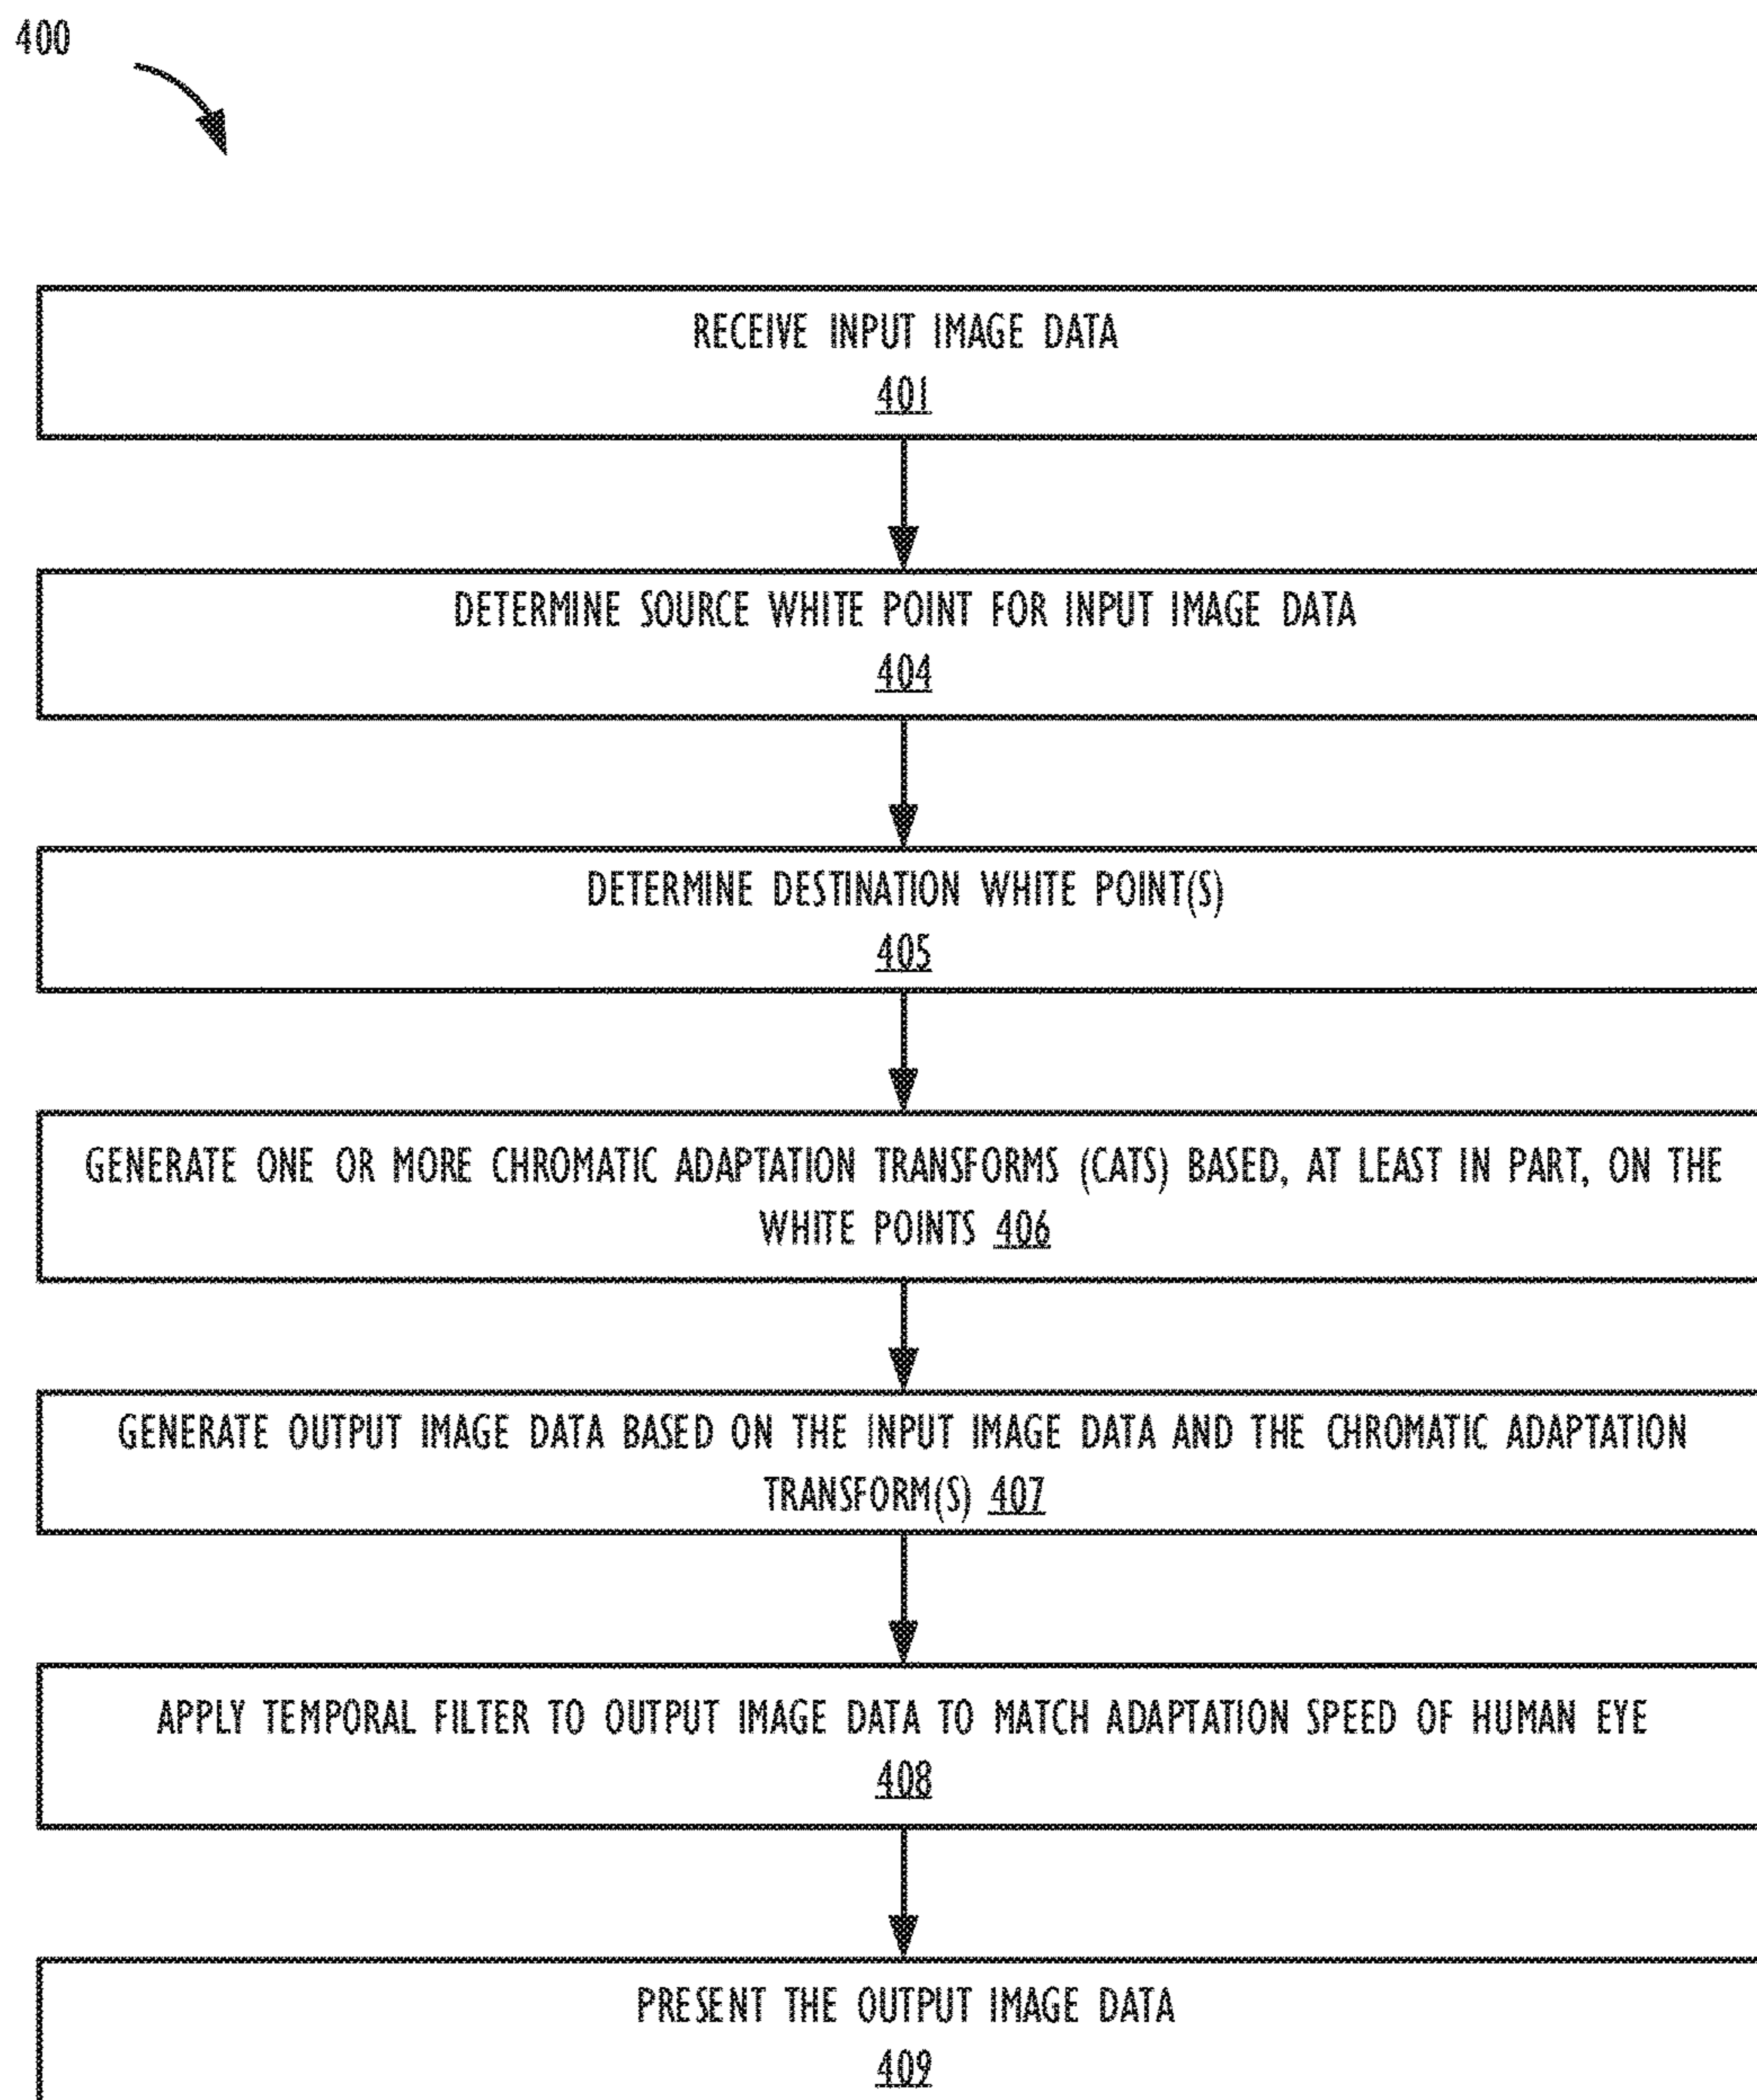 400
RECEIVE INPUT IMAGE DATA
401
DETERMINE SOURCE WHITE POINT FOR INPUT IMAGE DATA
404
DETERMINE DESTINATION WHITE POINT(S)
405
GENERATE ONE OR MORE CHROMATIC ADAPTATION TRANSFORMS (CATS) BASED, AT LEAST IN PART, ON THE
WHITE POINTS 406
GENERATE OUTPUT IMAGE DATA BASED ON THE INPUT IMAGE DATA AND THE CHROMATIC ADAPTATION
TRANSFORM(S) 407
APPLY TEMPORAL FILTER TO OUTPUT IMAGE DATA TO MATCH ADAPTATION SPEED OF HUMAN EYE
408
PRESENT THE OUTPUT IMAGE DATA
409